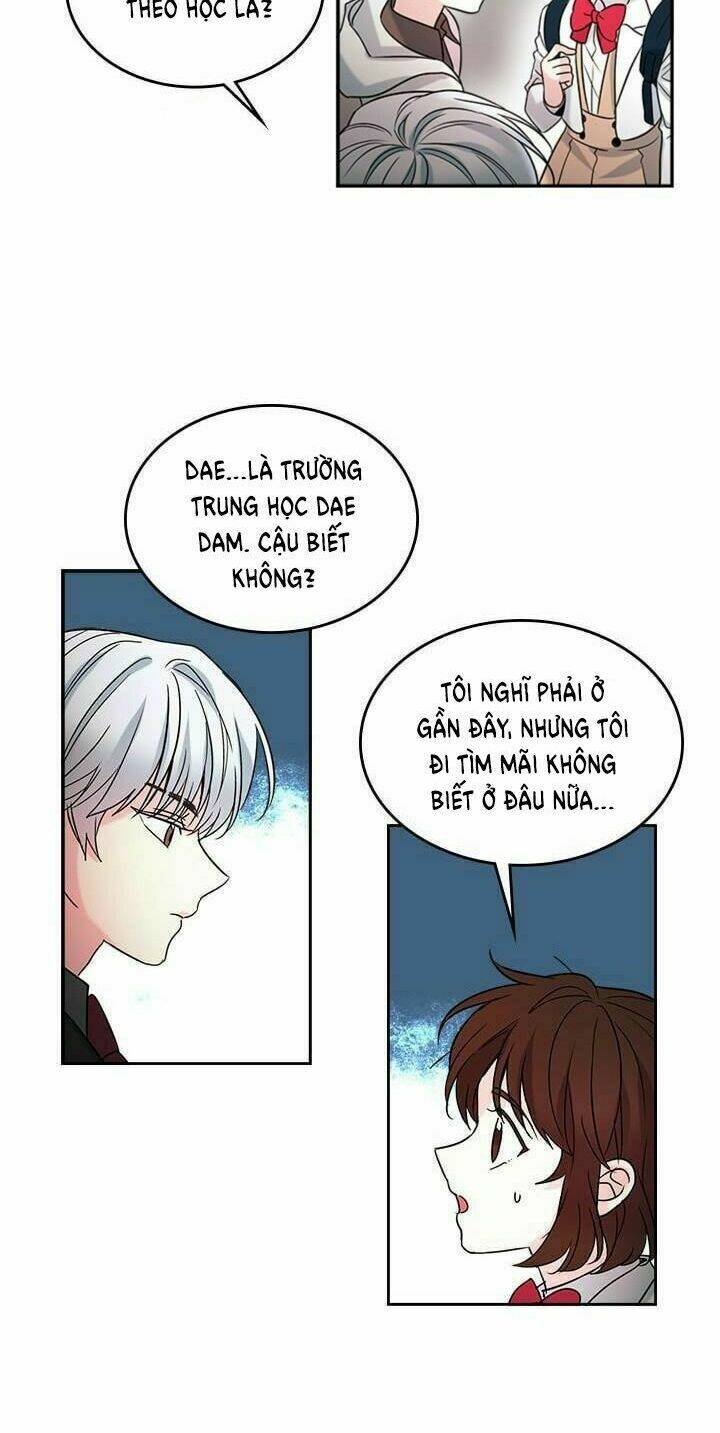 THEO HỌC LÀ?
DAE...LÀ TRƯỜNG
TRUNG HỌC DAE
DAM. CẬU BIẾT
KHÔNG?
TÔI NGHĨ PHẢI Ở
GẦN ĐÂY, NHƯNG TÔI
ĐI TÌM MÃI KHÔNG
BIẾT Ở ĐÂU NỮA...